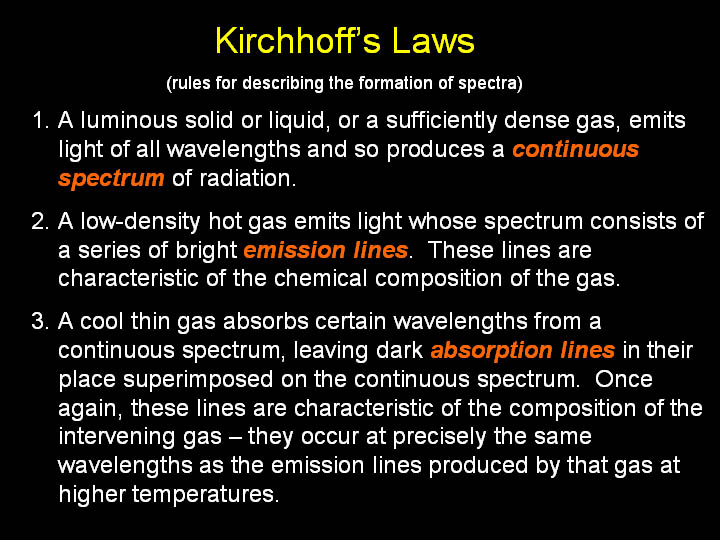 Kirchhoff's Laws
(rules for describing the formation of spectra)
1. A luminous solid or liquid, or a sufficiently dense gas, emits
light of all wavelengths and so produces a continuous
spectrum of radiation.
2. A low-density hot gas emits light whose spectrum consists of
a series of bright emission lines.  These lines are
characteristic of the chemical composition of the gas.
3. A cool thin gas absorbs certain wavelengths from a
continuous spectrum, leaving dark absorption lines in their
place superimposed on the continuous spectrum.  Once
again, these lines are characteristic of the composition of the
intervening gas – they occur at precisely the same
wavelengths as the emission lines produced by that gas at
higher temperatures.